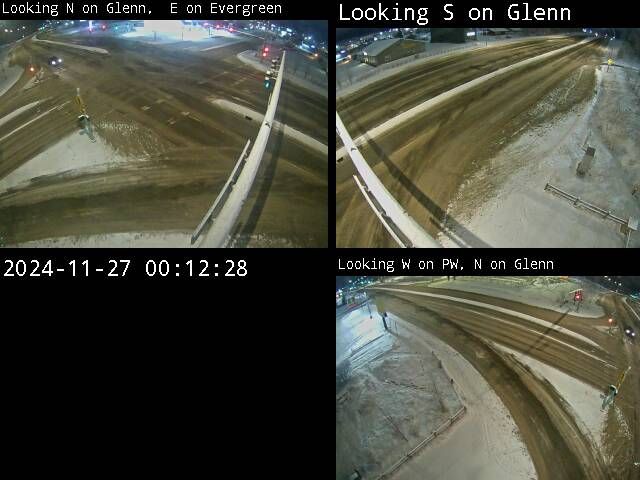 Looking N on Glenn,  E on Evergreen
Looking S on Glenn
2024-11-27 00:12:28
Looking W on PW, N on Glenn